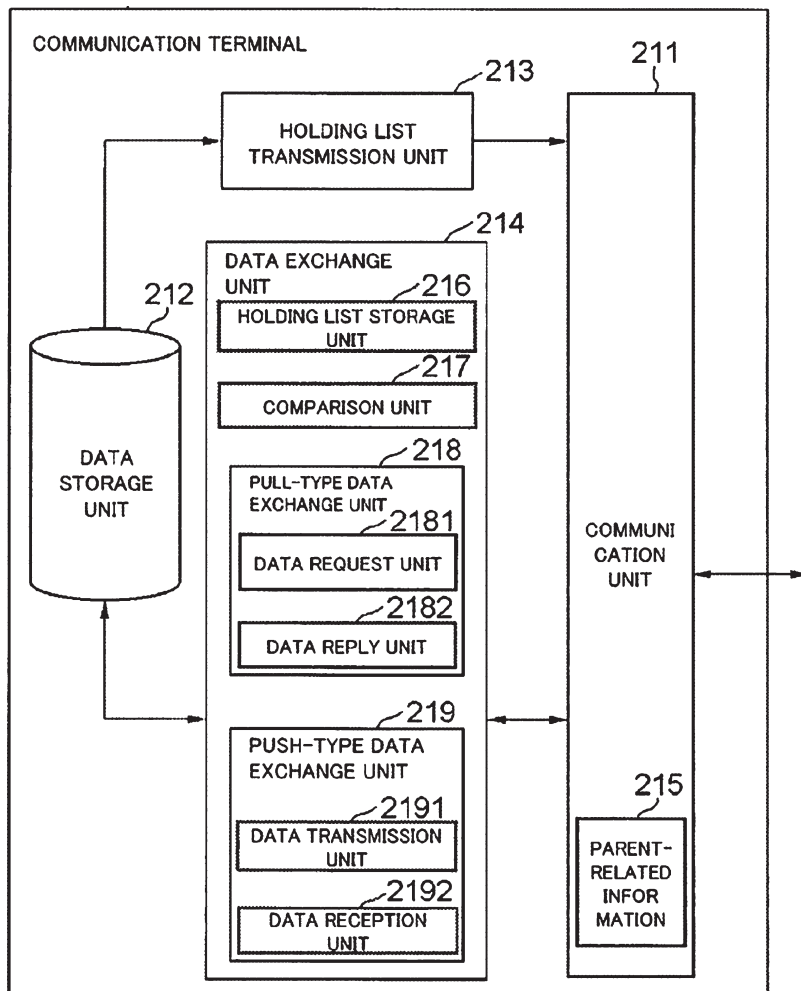 COMMUNICATION TERMINAL
211
213
HOLDING LIST
TRANSMISSION UNIT
214
DATA EXCHANGE
UNIT
216
HOLDING LIST STORAGE
UNIT
217
COMPARISON UNIT
212
DATA
STORAGE
UNIT
218
PULL-TYPE DATA
EXCHANGE UNIT
2181
DATA REQUEST UNIT
2182
DATA REPLY UNIT
COMMUNI
CATION
UNIT
219
PUSH-TYPE DATA
EXCHANGE UNIT
2191
DATA TRANSMISSION
UNIT
2192
DATA RECEPTION
UNIT
215
PARENT-
RELATED
INFOR
MATION